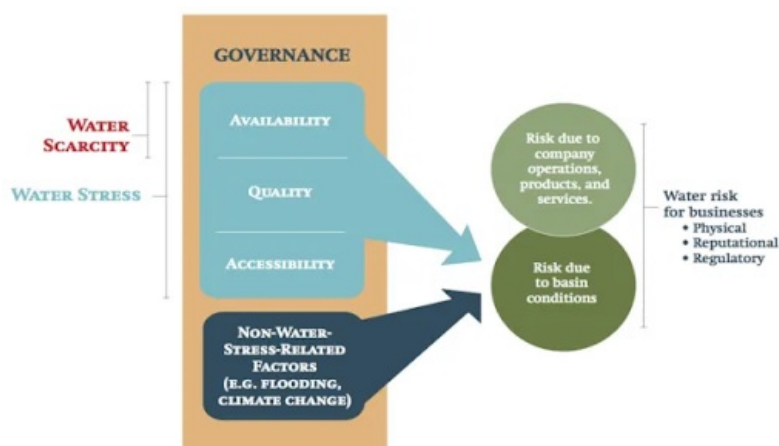 GOVERNANCE
WATER
SCARCITY
WATER STRESS
AVAILABILITY
QUALITY
ACCESSIBILITY
NON-WATER-
STRESS-RELATED
FACTORS
(E.G. FLOODING,
CLIMATE CHANGE)
Risk due to
company
operations,
products, and
services.
Risk due
to basin
conditions
Water risk
for businesses
• Physical
• Reputational
• Regulatory